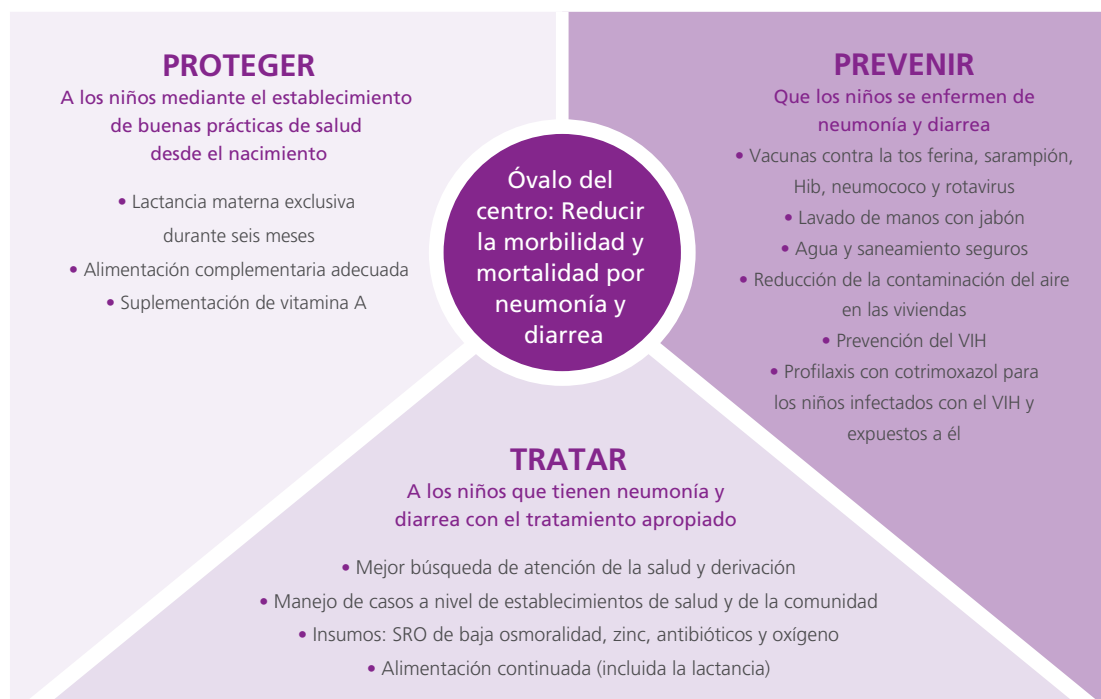 PROTEGER
A los niños mediante el establecimiento
de buenas prácticas de salud
desde el nacimiento
• Lactancia materna exclusiva
durante seis meses
• Alimentación complementaria adecuada
• Suplementación de vitamina A
Óvalo del
centro: Reducir
la morbilidad y
mortalidad por
neumonía y
diarrea
PREVENIR
Que los niños se enfermen de
neumonía y diarrea
• Vacunas contra la tos ferina, sarampión,
Hib, neumococo y rotavirus
• Lavado de manos con jabón
• Agua y saneamiento seguros
• Reducción de la contaminación del aire
en las viviendas
• Prevención del VIH
• Profilaxis con cotrimoxazol para
los niños infectados con el VIH y
expuestos a él
TRATAR
A los niños que tienen neumonía y
diarrea con el tratamiento apropiado
• Mejor búsqueda de atención de la salud y derivación
• Manejo de casos a nivel de establecimientos de salud y de la comunidad
• Insumos: SRO de baja osmoralidad, zinc, antibióticos y oxígeno
• Alimentación continuada (incluida la lactancia)